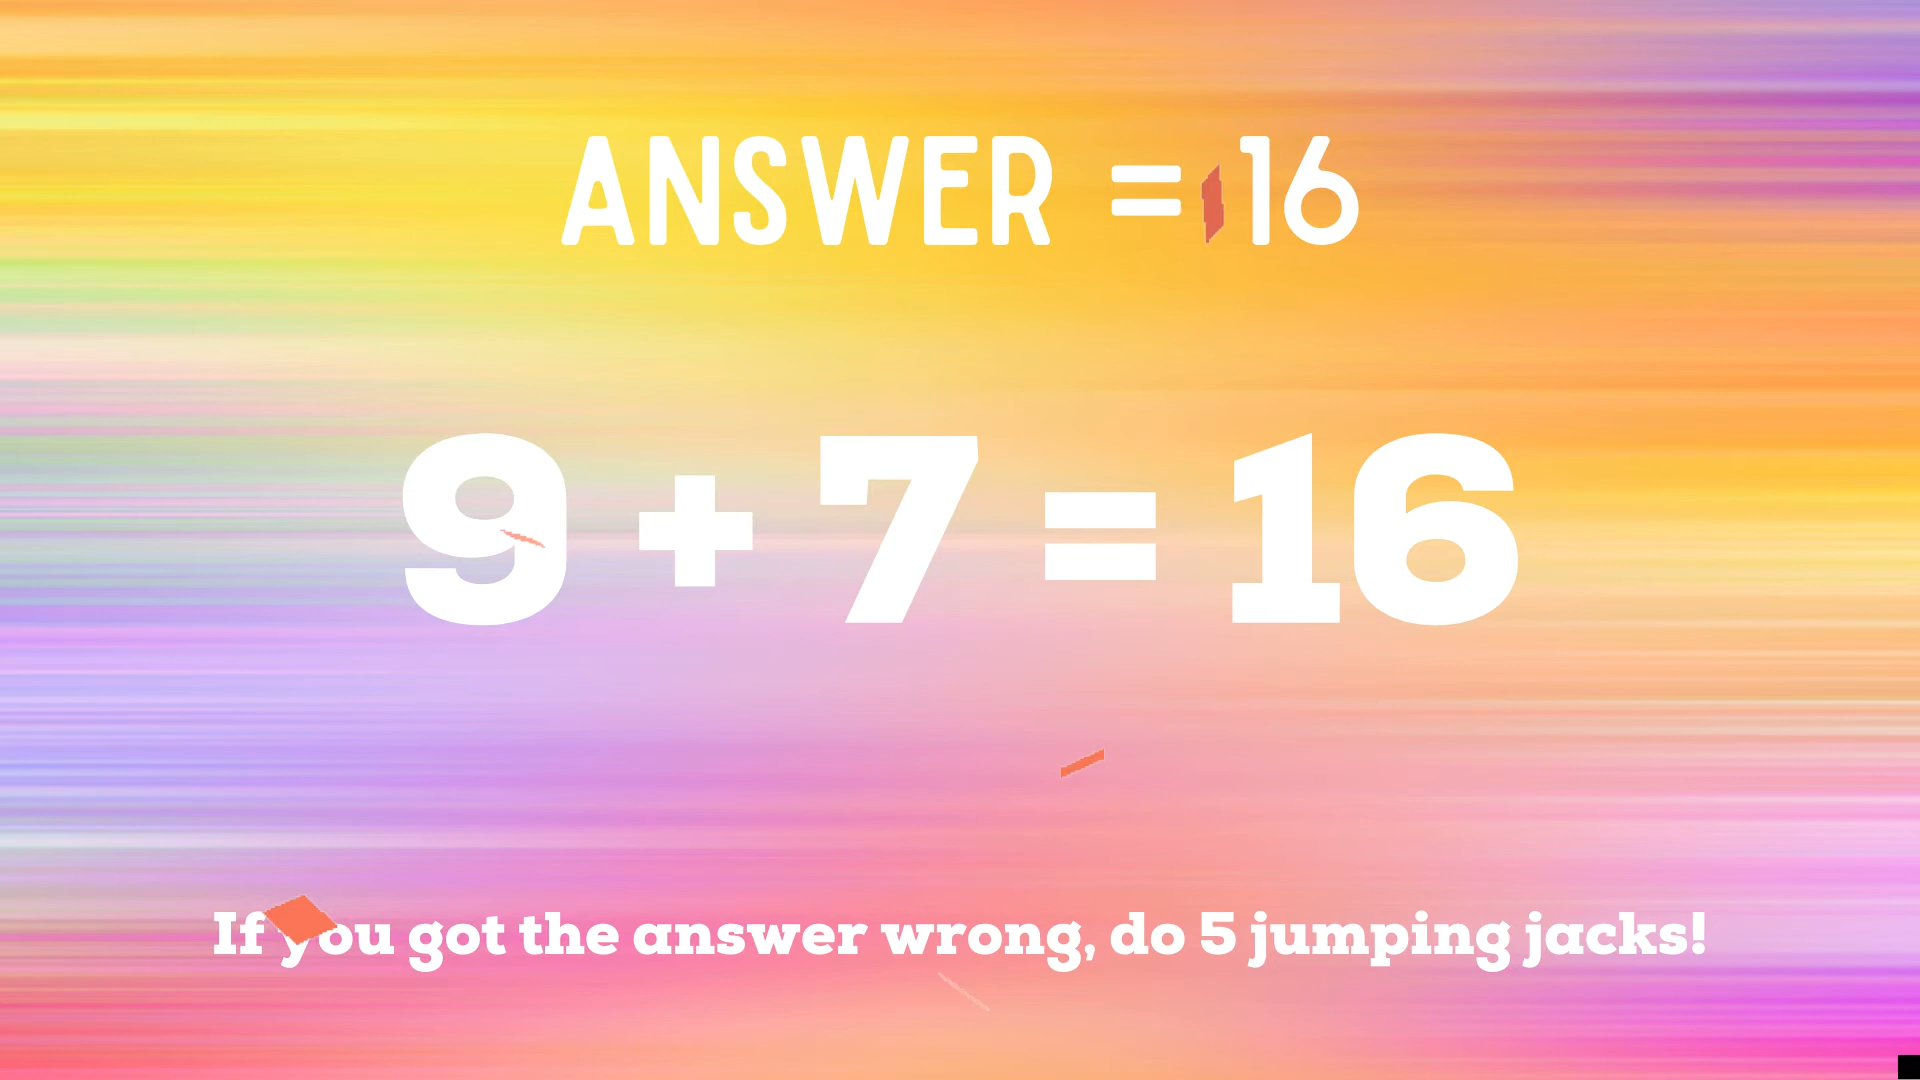 ANSWER = 16
9 + 7 = 16
If you got the answer wrong, do 5 jumping jacks!